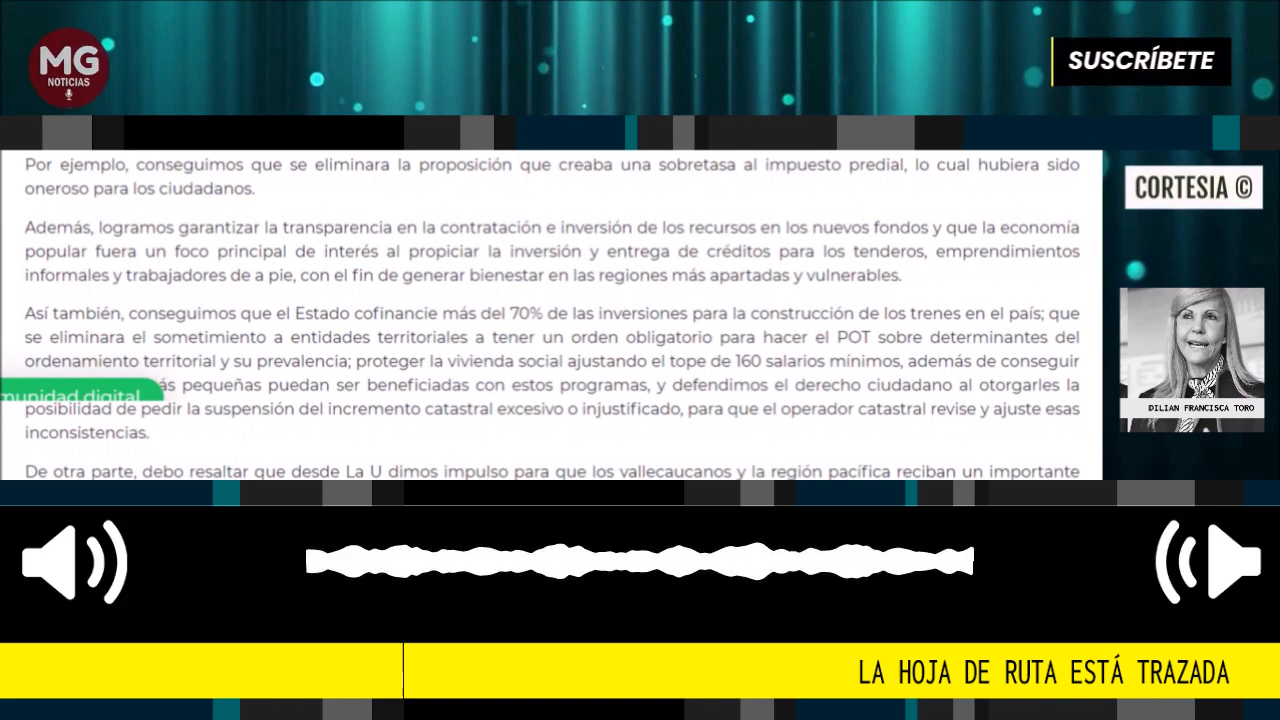 MG
NOTICIAS
SUSCRÍBETE
Por ejemplo, conseguimos que se eliminara la proposición que creaba una sobretasa al impuesto predial, lo cual hubiera sido
oneroso para los ciudadanos.
Además, logramos garantizar la transparencia en la contratación e inversión de los recursos en los nuevos fondos y que la economía
popular fuera un foco principal de interés al propiciar la inversión y entrega de créditos para los tenderos, emprendimientos
informales y trabajadores de a pie, con el fin de generar bienestar en las regiones más apartadas y vulnerables.
Así también, conseguimos que el Estado cofinancie más del 70% de las inversiones para la construcción de los trenes en el país; que
se eliminara el sometimiento a entidades territoriales a tener un orden obligatorio para hacer el POT sobre determinantes del
ordenamiento territorial y su prevalencia; proteger la vivienda social ajustando el tope de 160 salarios mínimos, además de conseguir
pequeñas puedan ser beneficiadas con estos programas, y defendimos el derecho ciudadano al otorgarles la
digital
posibilidad de pedir la suspensión del incremento catastral excesivo o injustificado, para que el operador catastral revise y ajuste esas
inconsistencias.
De otra parte, debo resaltar que desde La U dimos impulso para que los vallecaucanos y la región pacífica reciban un importante
CORTESIA ©
DILIAN FRANCISCA TORO
LA HOJA DE RUTA ESTÁ TRAZADA